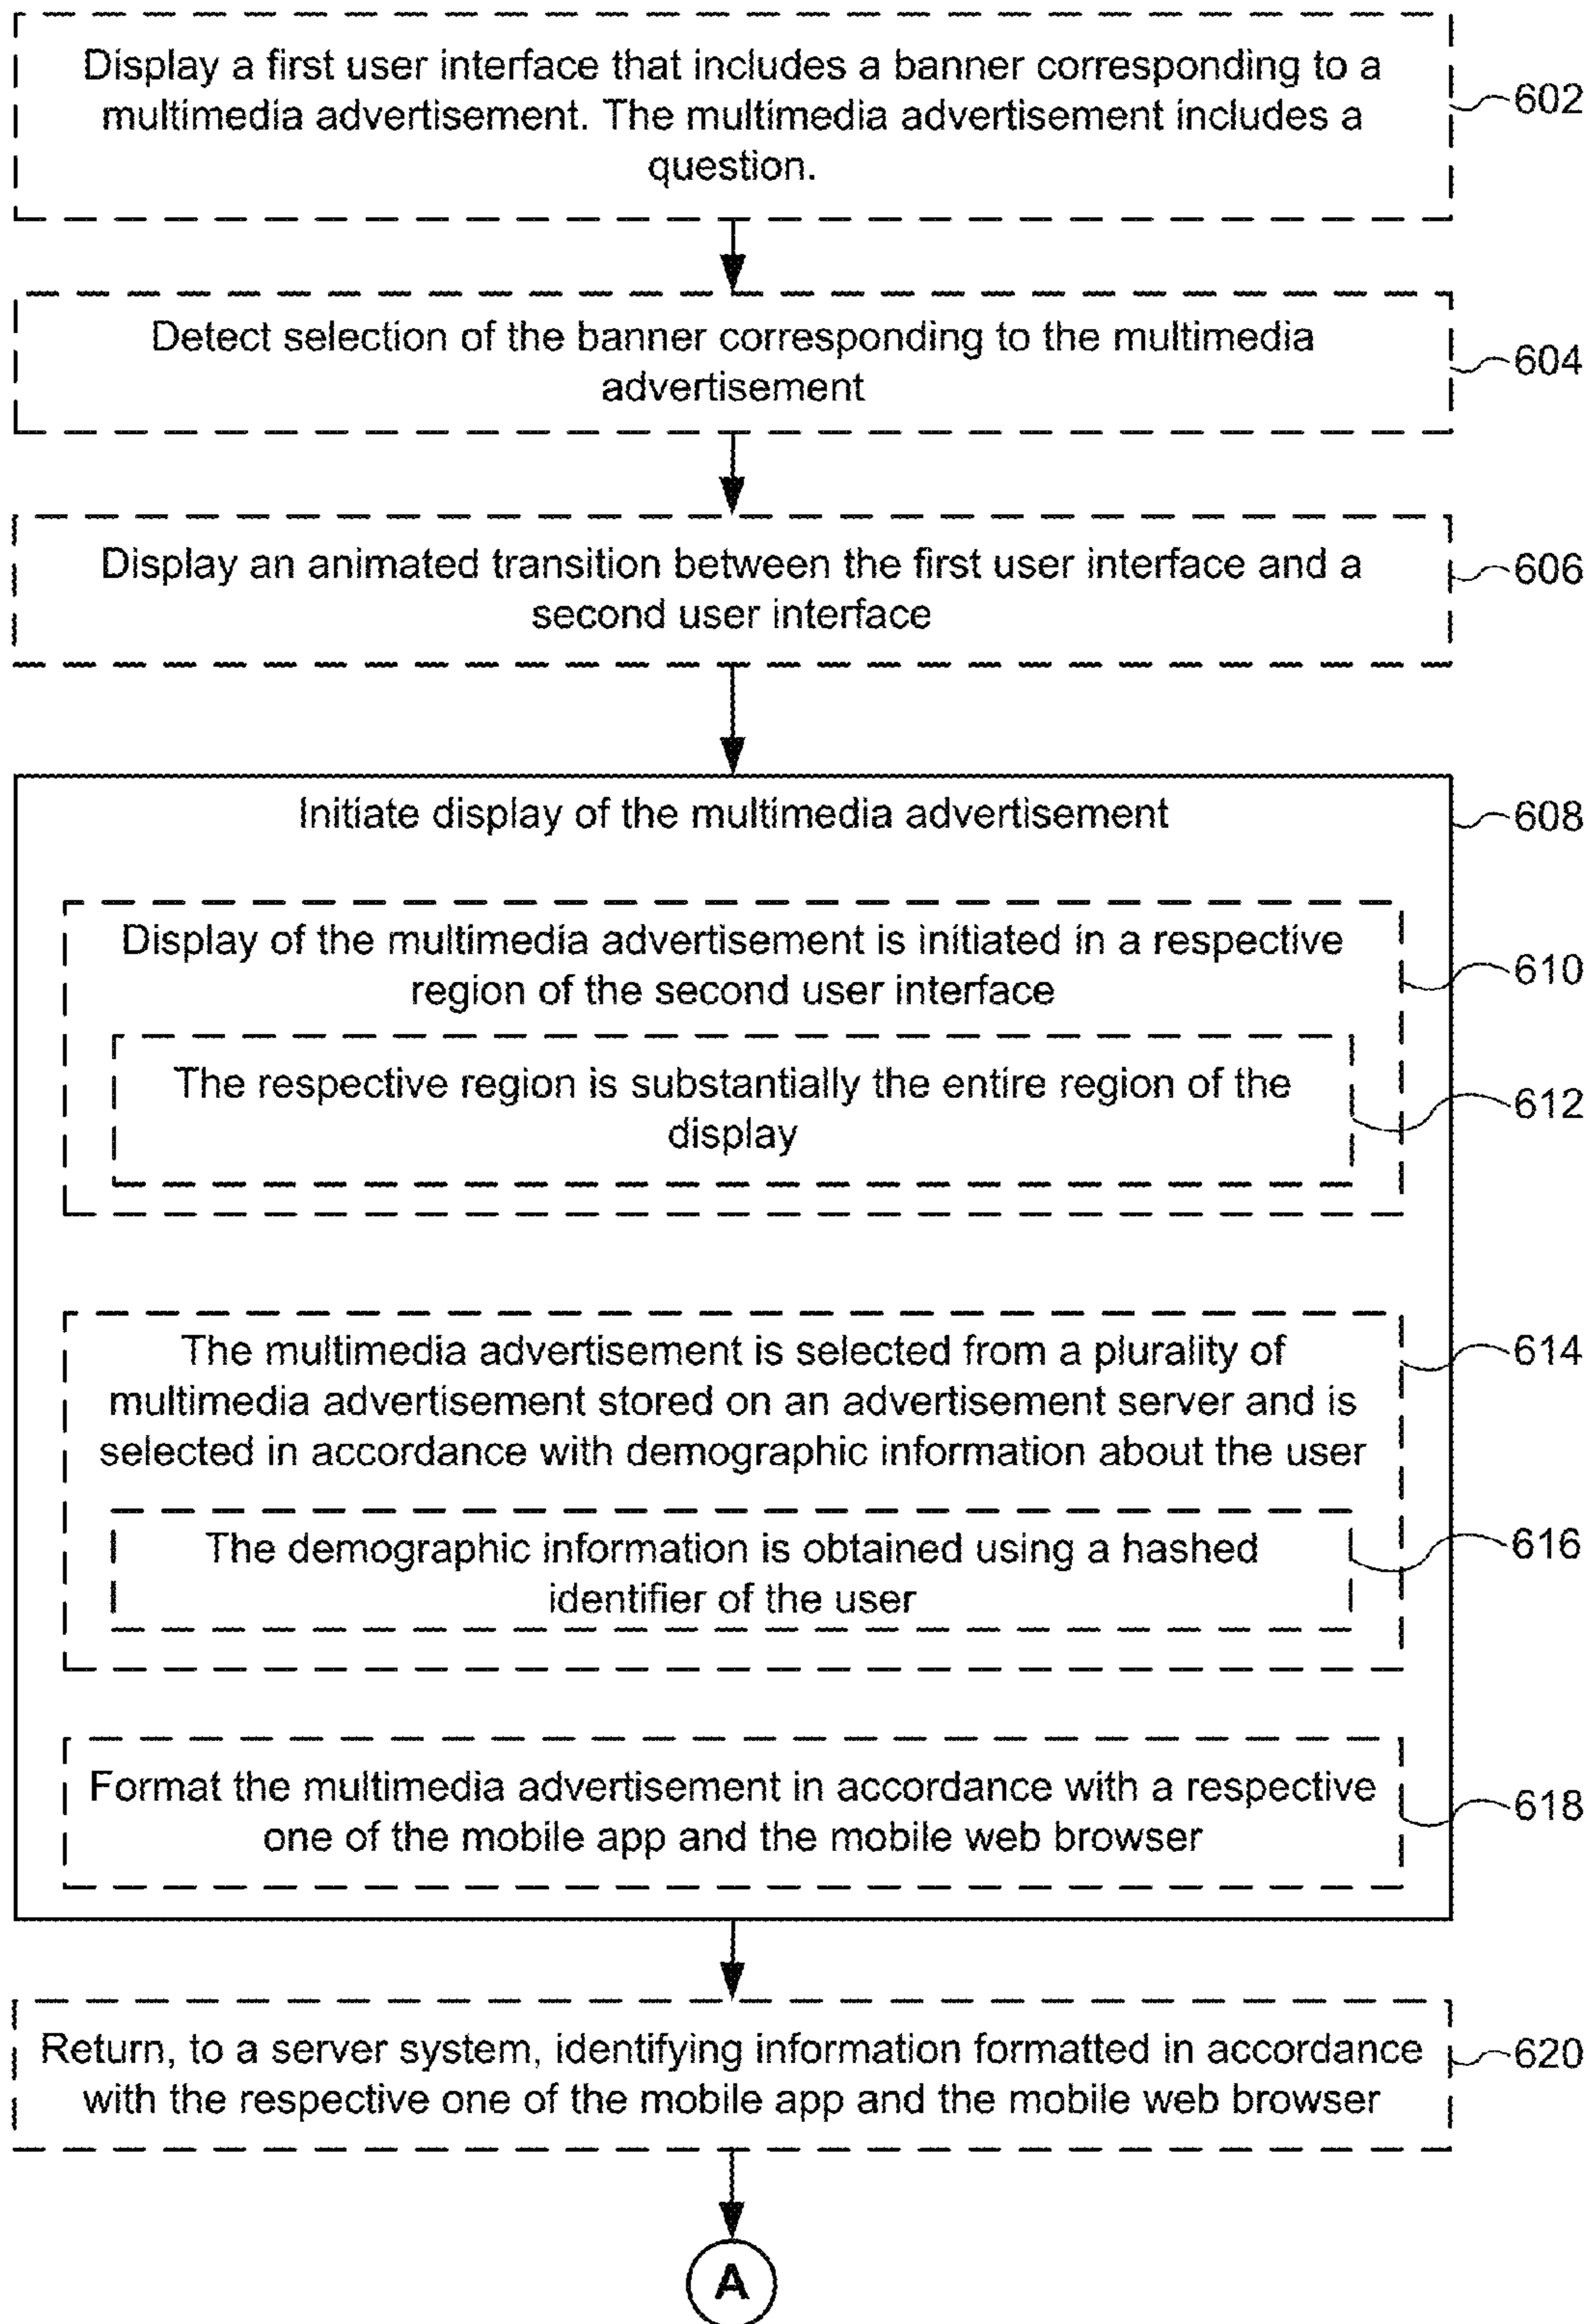 Display a first user interface that includes a banner corresponding to a
multimedia advertisement. The multimedia advertisement includes a
question.
602
Detect selection of the banner corresponding to the multimedia
advertisement
604
Display an animated transition between the first user interface and a
second user interface
606
Initiate display of the multimedia advertisement
608
Display of the multimedia advertisement is initiated in a respective
region of the second user interface
610
The respective region is substantially the entire region of the
display
612
The multimedia advertisement is selected from a plurality of
multimedia advertisement stored on an advertisement server and is
selected in accordance with demographic information about the user
614
The demographic information is obtained using a hashed
identifier of the user
616
Format the multimedia advertisement in accordance with a respective
one of the mobile app and the mobile web browser
618
Return, to a server system, identifying information formatted in accordance
with the respective one of the mobile app and the mobile web browser
620
A